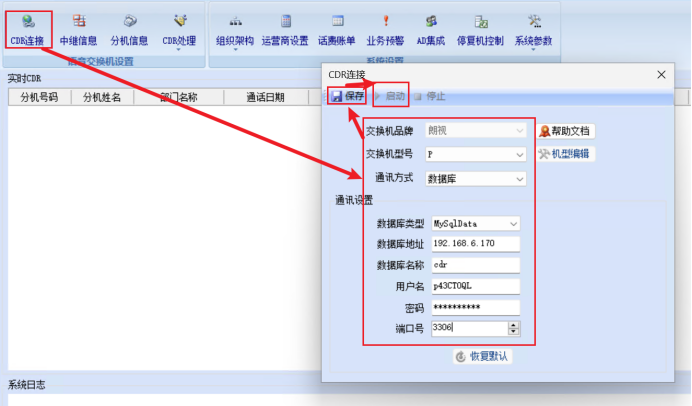 CDR连接 中继信息 分机信息 CDR处理 组织架构 运营商设置 话费账单 业务预警 AD集成 停复机控制 系统参数
语音交换机设置 系统设置
实时CDR
分机号码 分机姓名 部门名称 通话日期
CDR连接
保存 启动 停止
交换机品牌 朗视 帮助文档
交换机型号 P 机型编辑
通讯方式 数据库
通讯设置
数据库类型 MySqlData
数据库地址 192.168.6.170
数据库名称 cdr
用户名 p43CTOQL
密码 **********
端口号 3306
恢复默认
系统日志